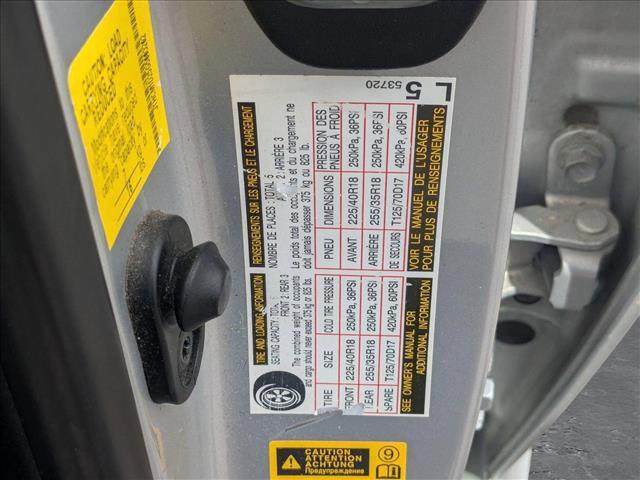 CAUTION: LOAD
CARRYING CAPACITY
TIRE AND LOADING INFORMATION
SEATING CAPACITY
FRONT 2 : REAR 3
The combined weight of occupants
and cargo should never exceed 375 kg or 825 lbs.
TIRE SIZE COLD TIRE PRESSURE
FRONT 225/40R18 250kPa, 36PSI
REAR 255/35R18 250kPa, 36PSI
SPARE T125/70D17 420kPa, 60PSI
SEE OWNER'S MANUAL FOR
ADDITIONAL INFORMATION
RENSEIGNEMENTS SUR LES PNEUS ET LE CHARGEMENT
NOMBRE DE PLACES : TOTAL 5
2 : ARRIÈRE 3
Le poids total des occupants et du chargement ne
doit jamais dépasser 375 kg ou 825 lb.
PNEU DIMENSIONS PRESSION DES PNEUS À FROID
AVANT 225/40R18 250kPa, 36PSI
ARRIÈRE 255/35R18 250kPa, 36PSI
DE SECOURS T125/70D17 420kPa, 60PSI
VOIR LE MANUEL DE L'USAGER
POUR PLUS DE RENSEIGNEMENTS
L5
53720
CAUTION
ATTENTION
ACHTUNG
Предупреждение
9